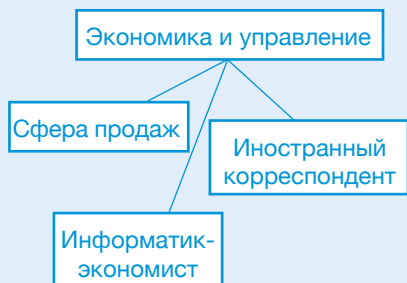 Экономика и управление
Сфера продаж
Иностранный
корреспондент
Информатик-
экономист